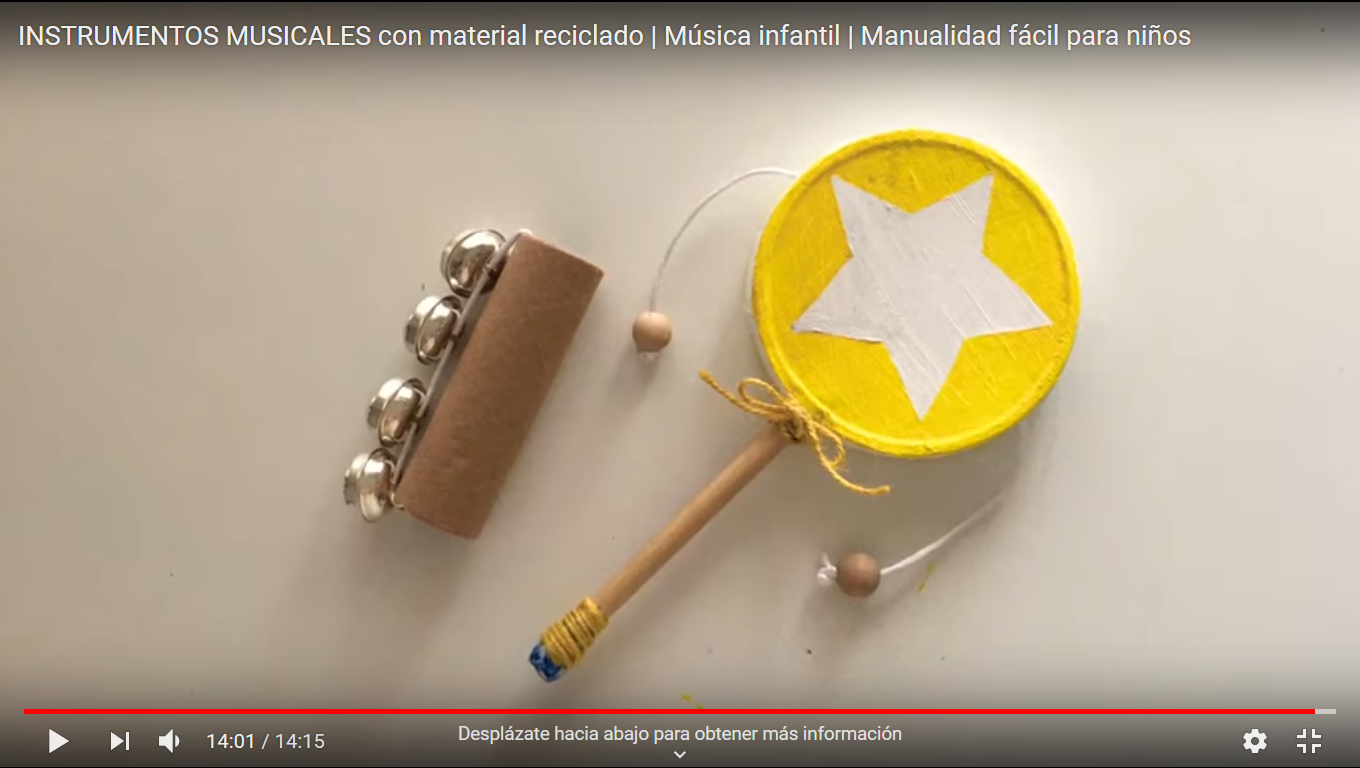 INSTRUMENTOS MUSICALES con material reciclado | Música infantil | Manualidad fácil para niños
14:01 / 14:15
Desplázate hacia abajo para obtener más información